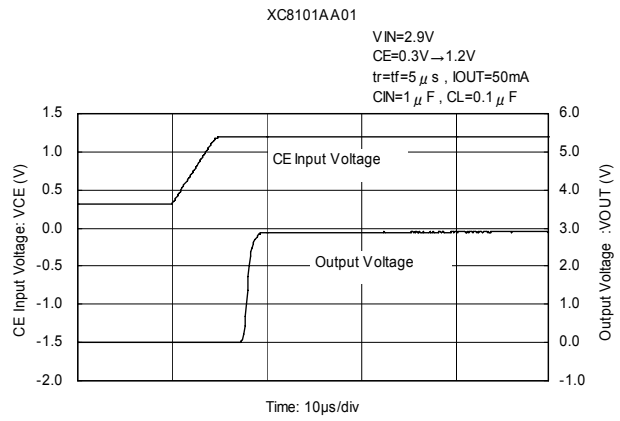 XC8101AA01
VIN=2.9V
CE=0.3V→1.2V
tr=tf=5μs , IOUT=50mA
CIN=1μF , CL=0.1μF
CE Input Voltage: VCE (V)
1.5
1.0
0.5
0.0
-0.5
-1.0
-1.5
-2.0
CE Input Voltage
Output Voltage
6.0
5.0
4.0
3.0
2.0
1.0
0.0
-1.0
Output Voltage :VOUT (V)
Time: 10μs/div